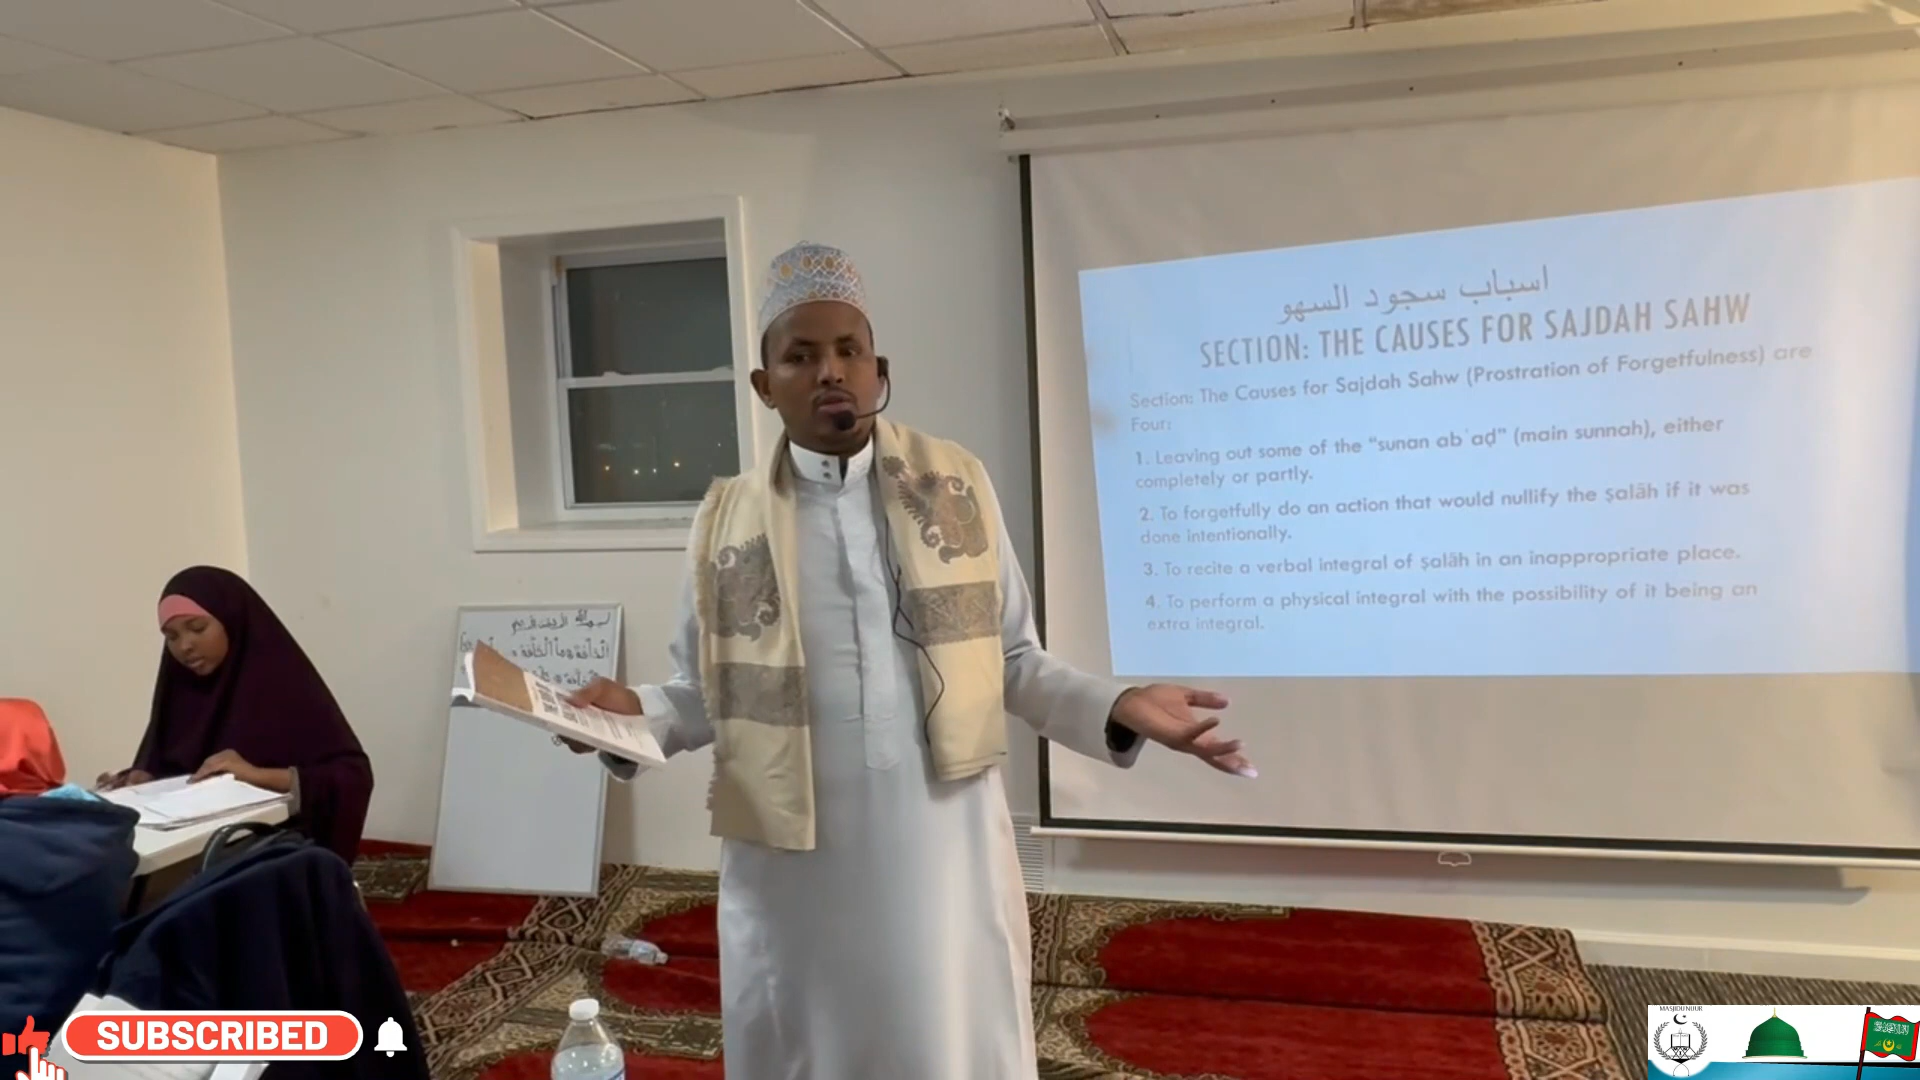 اسباب سجود السهو
SECTION: THE CAUSES FOR SAJDAH SAHW
Section: The Causes for Sajdah Sahw (Prostration of Forgetfulness) are
Four:
1. Leaving out some of the "sunan abʿaḍ" (main sunnah), either
completely or partly.
2. To forgetfully do an action that would nullify the Ṣalāh if it was
done intentionally.
3. To recite a verbal integral of ṣalāh in an inappropriate place.
4. To perform a physical integral with the possibility of it being an
extra integral.
SUBSCRIBED
MASJIDU NUUR